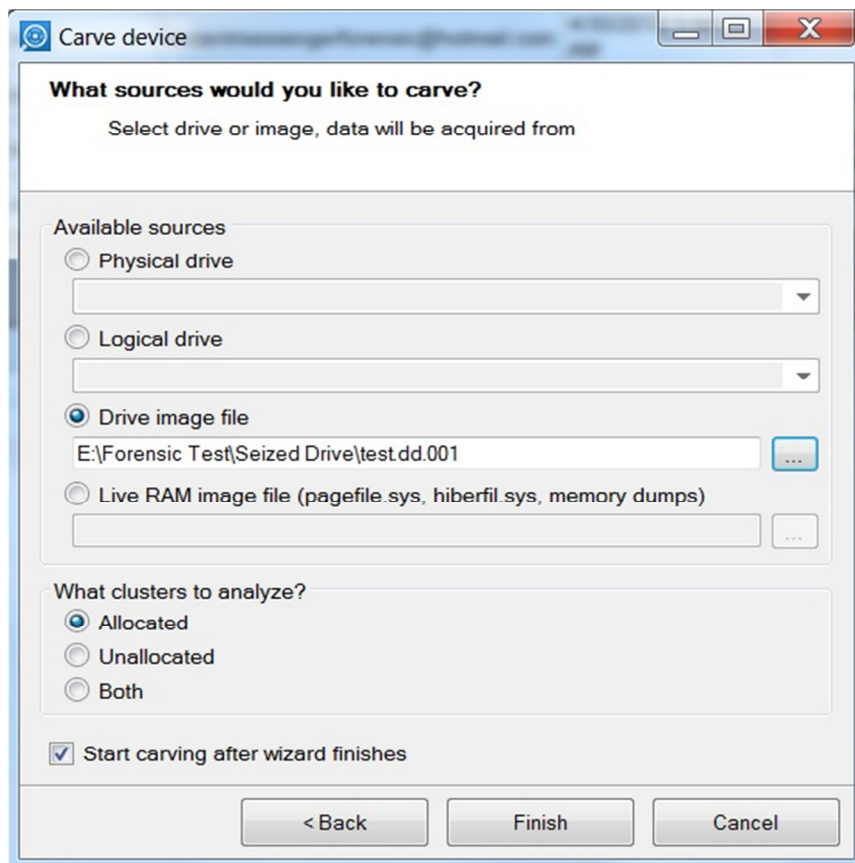 Carve device
What sources would you like to carve?
Select drive or image, data will be acquired from
Available sources
Physical drive
Logical drive
Drive image file
E:\Forensic Test\Seized Drive\test.dd.001
...
Live RAM image file (pagefile.sys, hiberfil.sys, memory dumps)
...
What clusters to analyze?
Allocated
Unallocated
Both
Start carving after wizard finishes
< Back Finish Cancel